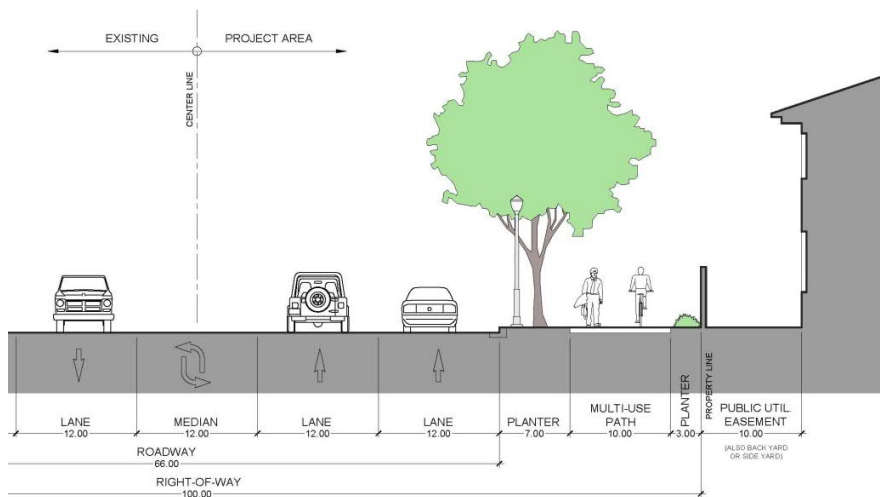 EXISTING
PROJECT AREA
CENTER LINE
LANE
12.00
MEDIAN
12.00
LANE
12.00
LANE
12.00
PLANTER
7.00
MULTI-USE
PATH
10.00
PLANTER
3.00
PROPERTY LINE
PUBLIC UTIL.
EASEMENT
10.00
(ALSO BACK YARD
OR SIDE YARD)
ROADWAY
66.00
RIGHT-OF-WAY
100.00